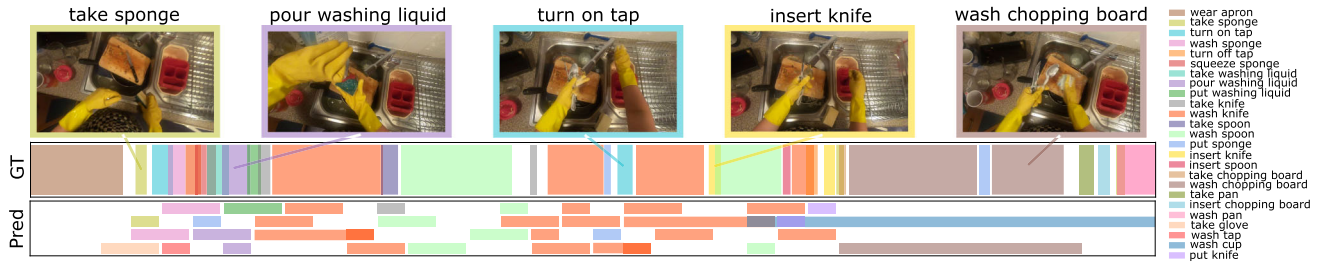 take sponge
pour washing liquid
turn on tap
insert knife
wash chopping board
GT
Pred
wear apron
take sponge
turn on tap
wash sponge
turn off tap
squeeze sponge
take washing liquid
pour washing liquid
put washing liquid
take knife
wash knife
take spoon
wash spoon
put sponge
insert knife
insert spoon
take chopping board
wash chopping board
take pan
insert chopping board
wash pan
take glove
wash tap
wash cup
put knife